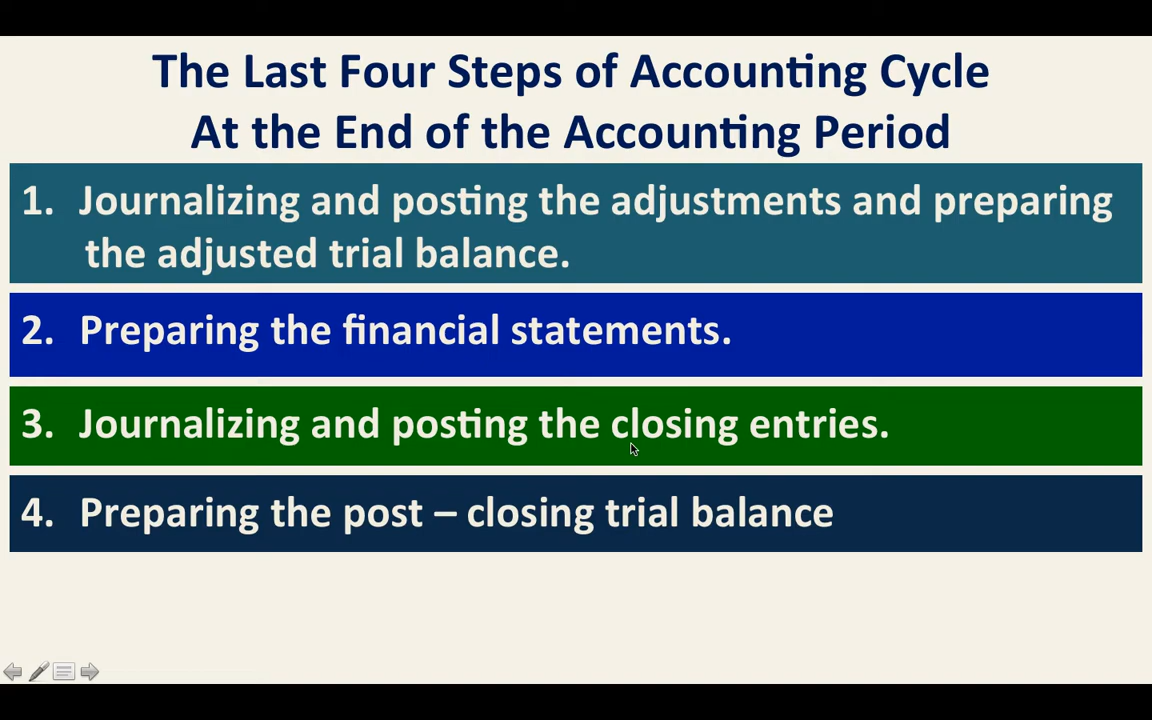 The Last Four Steps of Accounting Cycle
At the End of the Accounting Period
1. Journalizing and posting the adjustments and preparing
the adjusted trial balance.
2. Preparing the financial statements.
3. Journalizing and posting the closing entries.
4. Preparing the post – closing trial balance